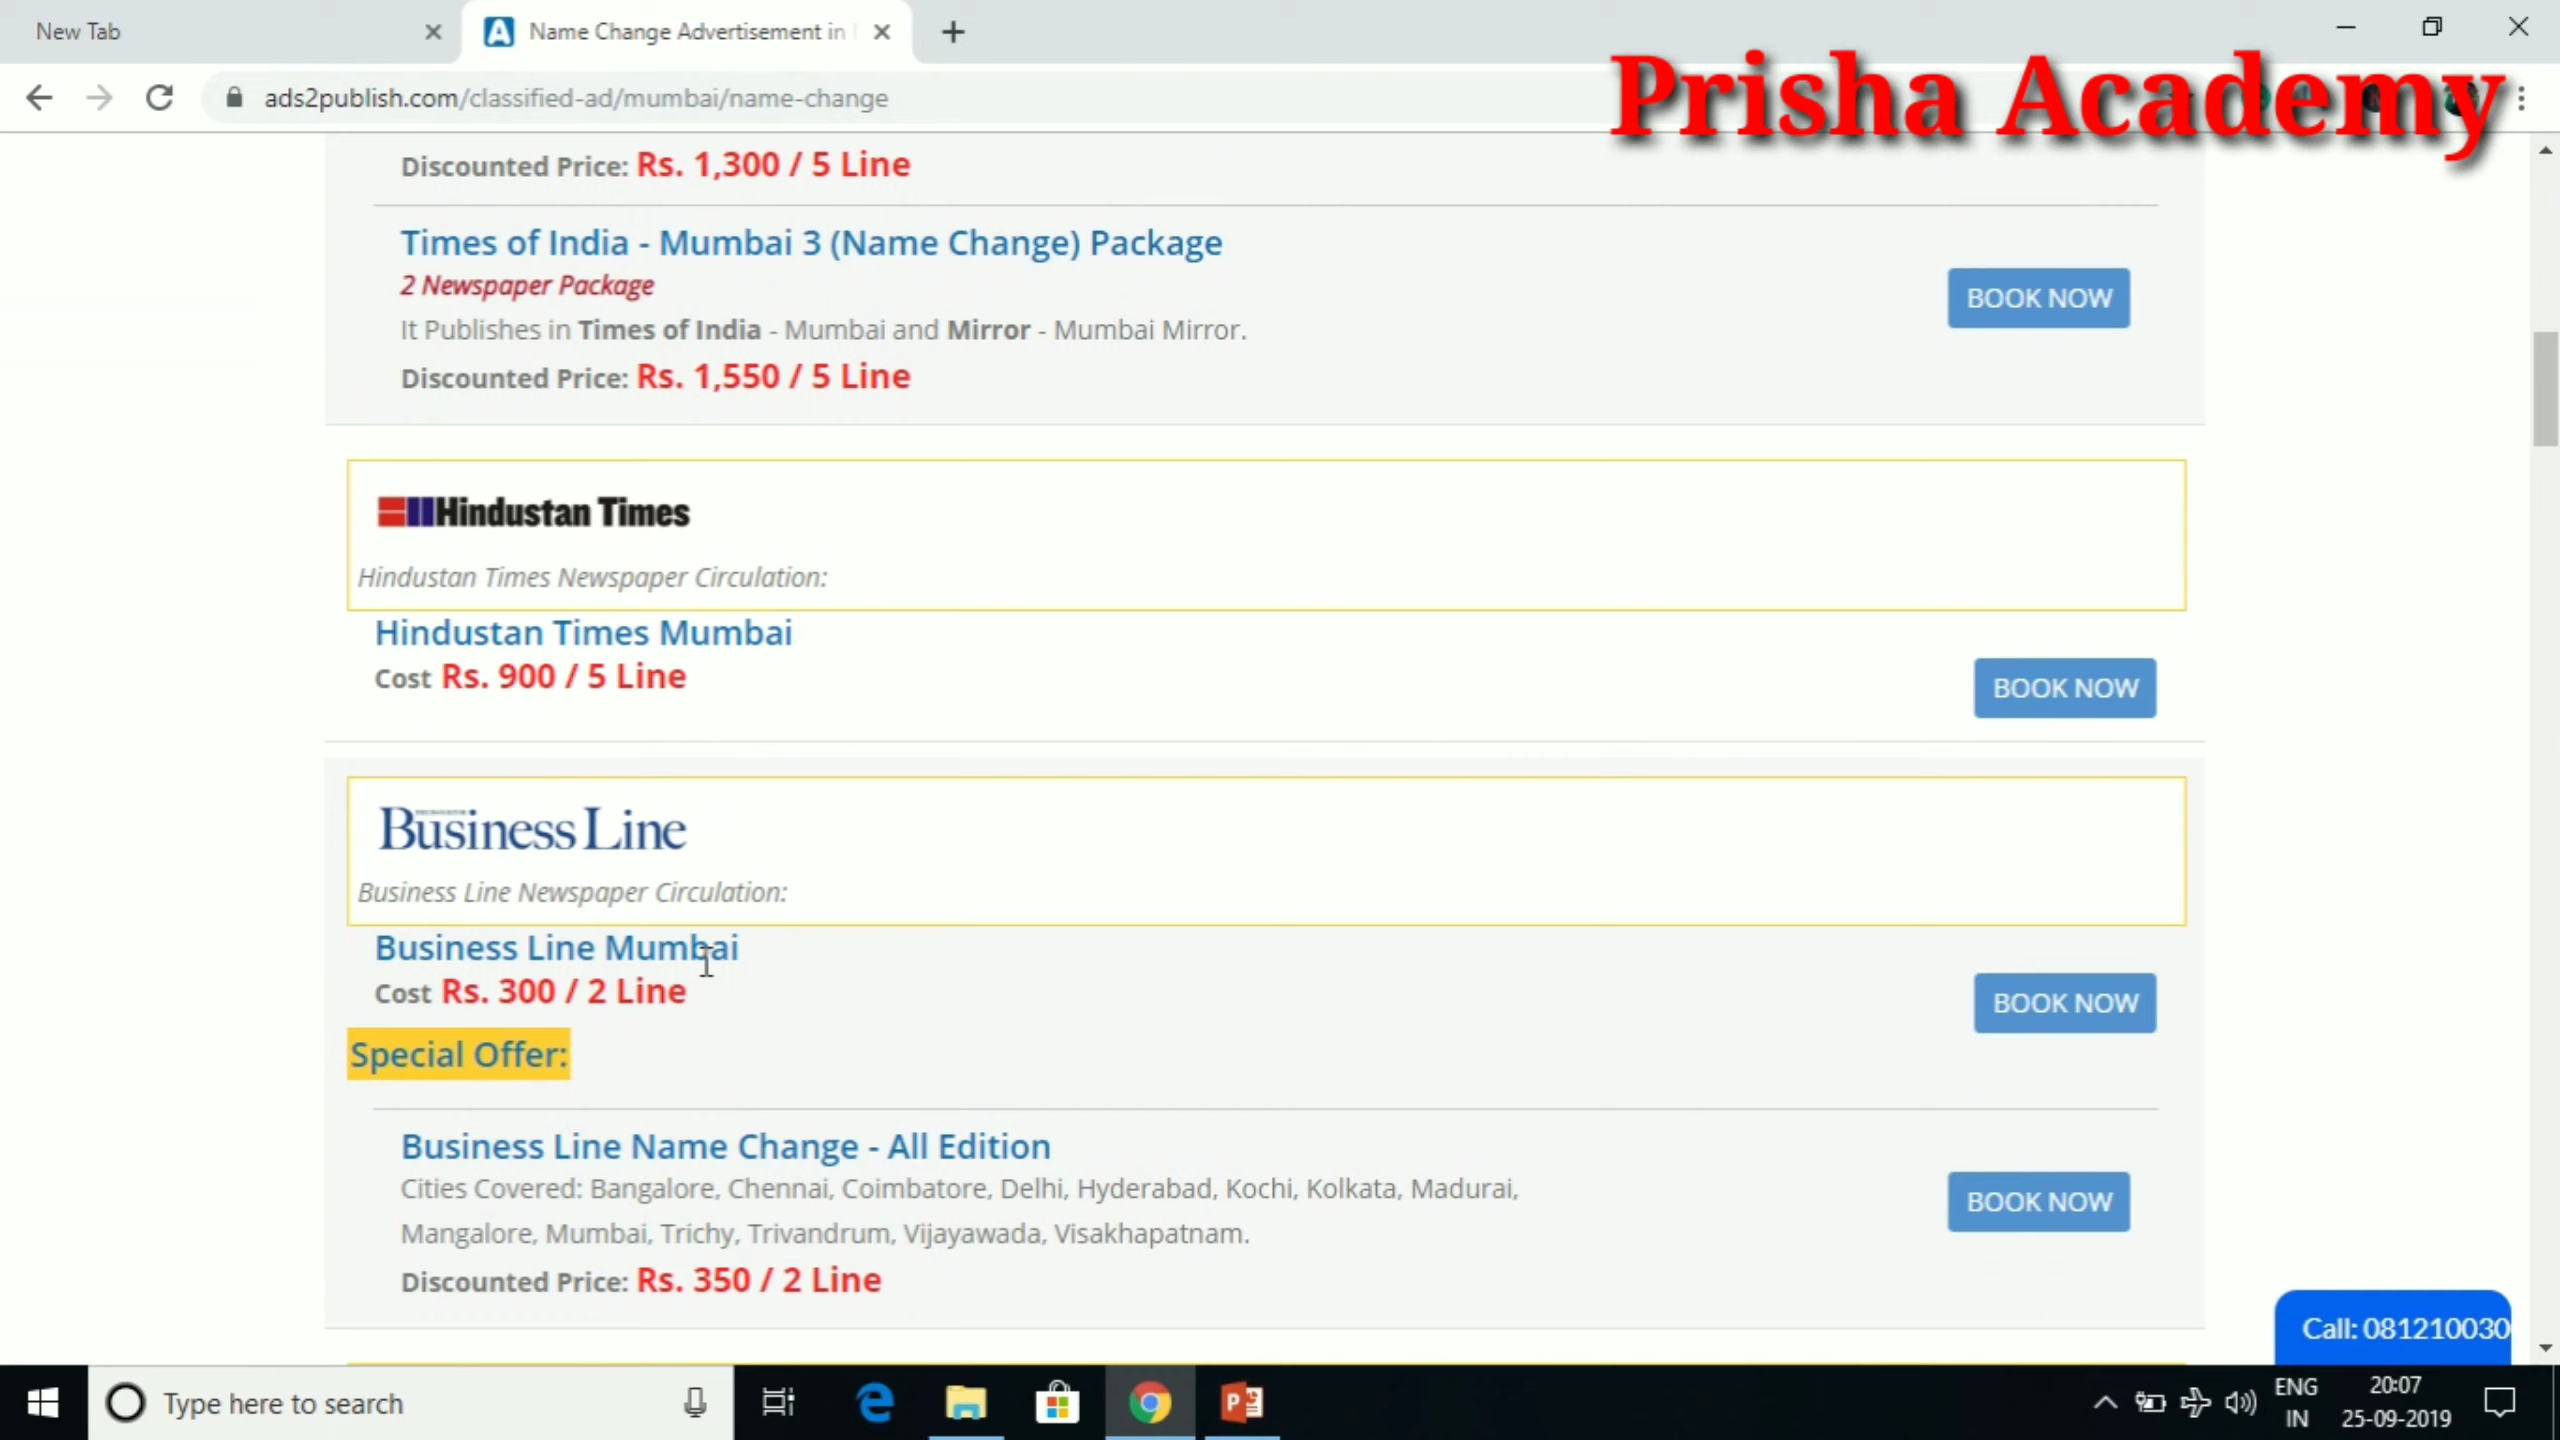 New Tab
Name Change Advertisement in
Prisha Academy
ads2publish.com/classified-ad/mumbai/name-change
Discounted Price: Rs. 1,300 / 5 Line
Times of India - Mumbai 3 (Name Change) Package
2 Newspaper Package
It Publishes in Times of India - Mumbai and Mirror - Mumbai Mirror.
Discounted Price: Rs. 1,550 / 5 Line
BOOK NOW
Hindustan Times
Hindustan Times Newspaper Circulation:
Hindustan Times Mumbai
Cost Rs. 900 / 5 Line
BOOK NOW
Business Line
Business Line Newspaper Circulation:
Business Line Mumbai
Cost Rs. 300 / 2 Line
BOOK NOW
Special Offer:
Business Line Name Change - All Edition
Cities Covered: Bangalore, Chennai, Coimbatore, Delhi, Hyderabad, Kochi, Kolkata, Madurai,
Mangalore, Mumbai, Trichy, Trivandrum, Vijayawada, Visakhapatnam.
Discounted Price: Rs. 350 / 2 Line
BOOK NOW
Call: 081210030
Type here to search
ENG
IN
20:07
25-09-2019